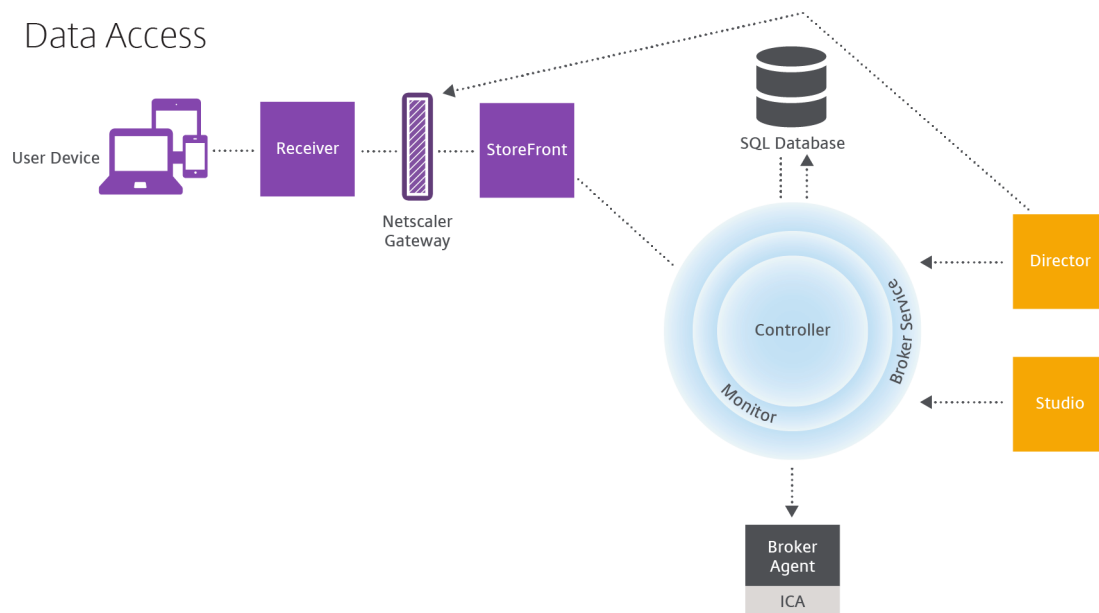 Data Access
User Device
Receiver
Netscaler
Gateway
StoreFront
SQL Database
Controller
Monitor
Broker Service
Director
Studio
Broker
Agent
ICA